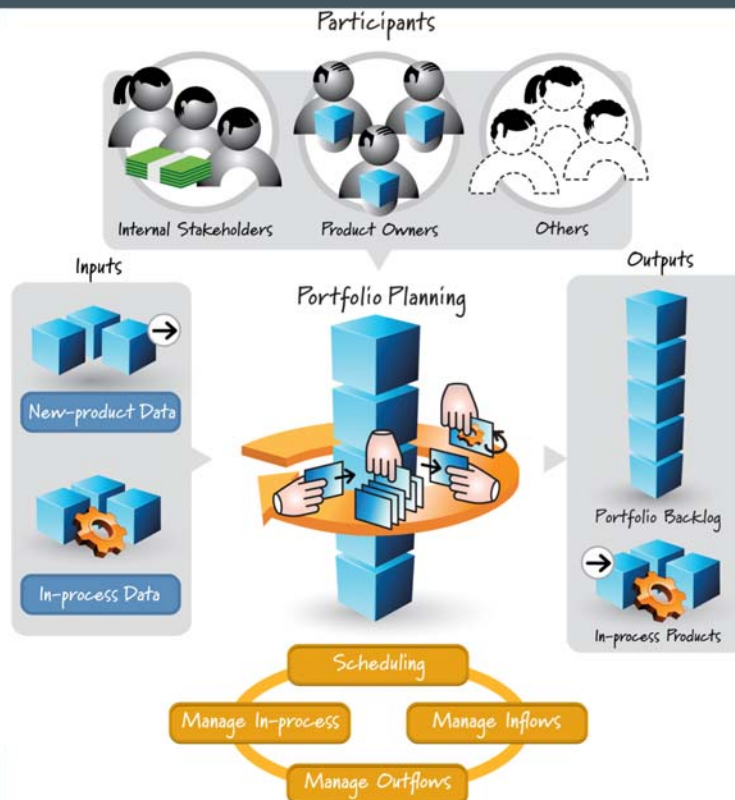 Participants
Internal Stakeholders
Product Owners
Others
Inputs
New-product Data
In-process Data
Portfolio Planning
Outputs
Portfolio Backlog
In-process Products
Scheduling
Manage In-process
Manage Inflows
Manage Outflows